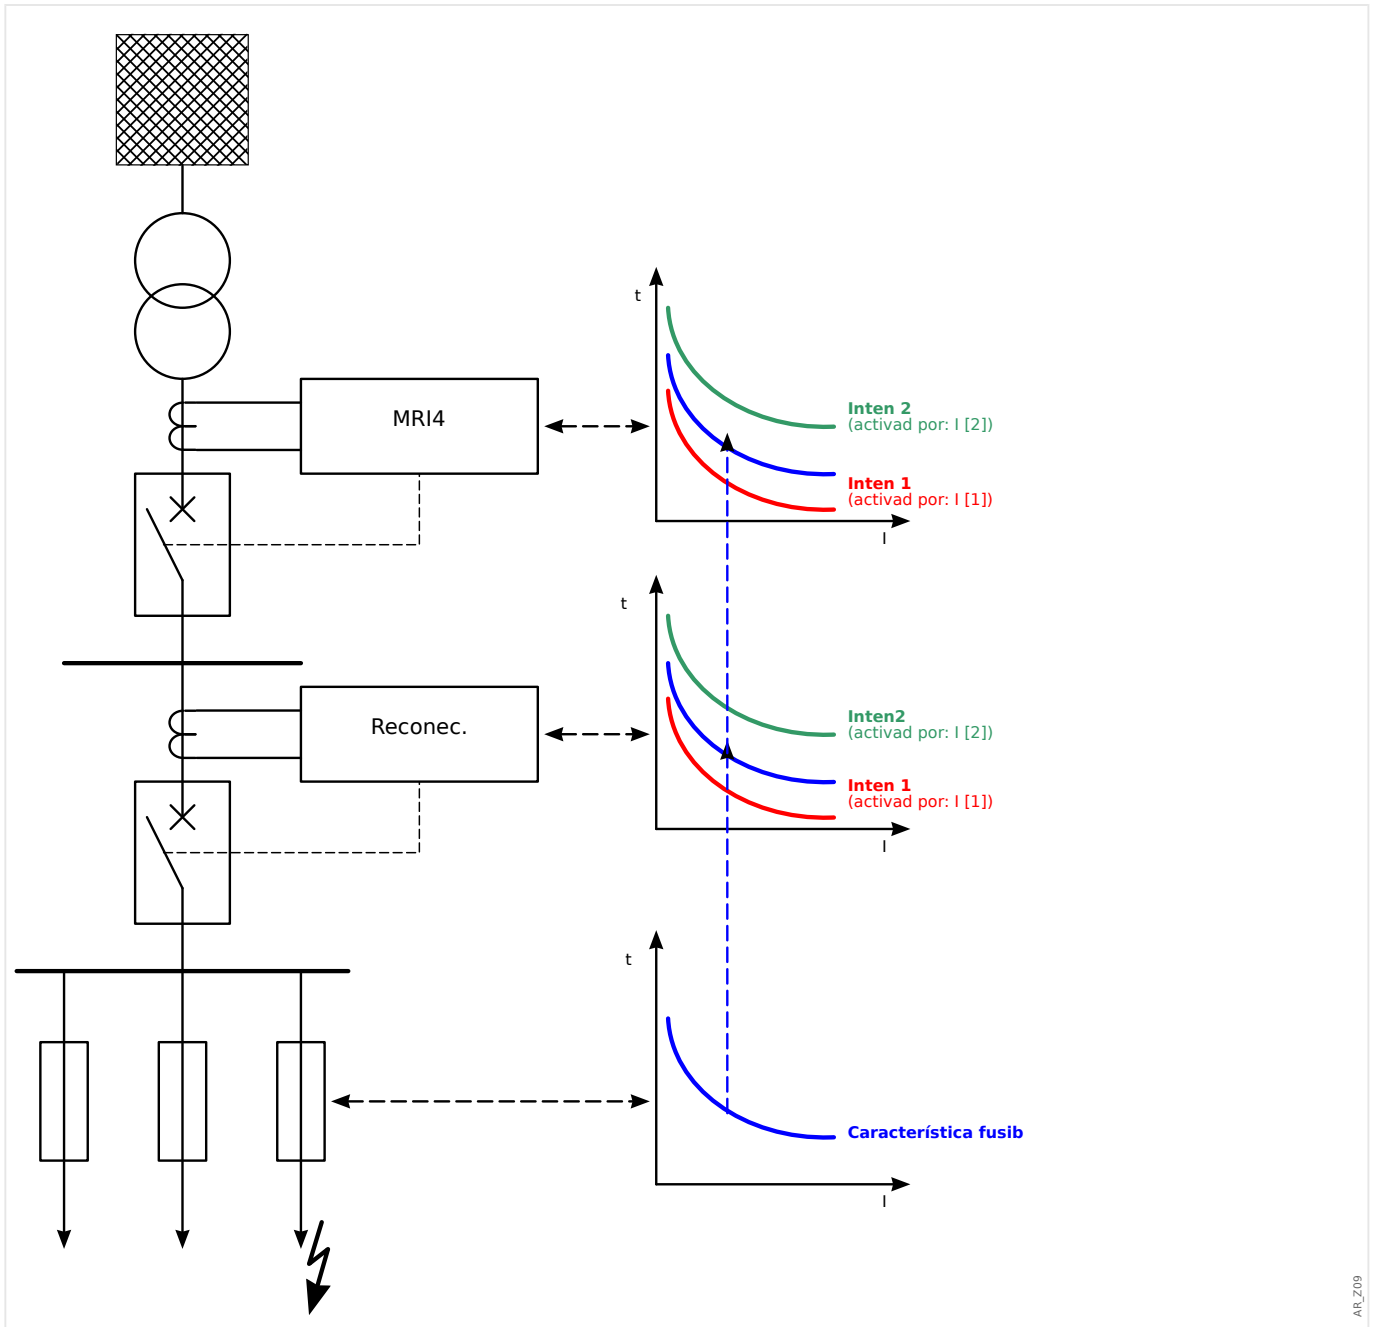 t
MRI4
Inten 2
(activad por: I [2])
Inten 1
(activad por: I [1])
I
t
Reconec.
Inten2
(activad por: I [2])
Inten 1
(activad por: I [1])
I
t
Característica fusib
I
AR_Z09